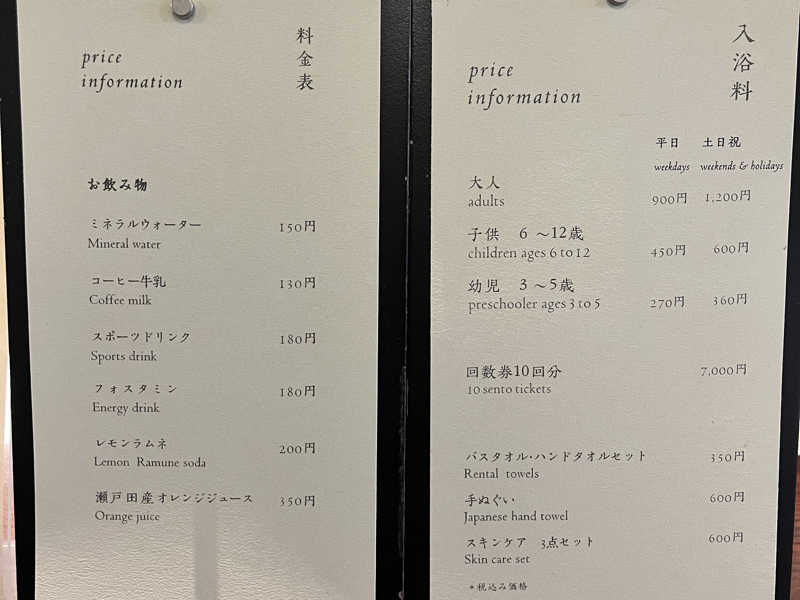 price
information
料金表
お飲み物
ミネラルウォーター 150円
Mineral water
コーヒー牛乳 130円
Coffee milk
スポーツドリンク 180円
Sports drink
フォスタミン 180円
Energy drink
レモンラムネ 200円
Lemon Ramune soda
瀬戸田産オレンジジュース 350円
Orange juice
price
information
入浴料
平日 土日祝
weekdays weekends & holidays
大人
adults 900円 1,200円
子供 6 ～12歳
children ages 6 to 12 450円 600円
幼児 3 ～5歳
preschooler ages 3 to 5 270円 360円
回数券10回分 7,000円
10 sento tickets
バスタオル・ハンドタオルセット 350円
Rental towels
手ぬぐい 600円
Japanese hand towel
スキンケア 3点セット 600円
Skin care set
＊税込み価格